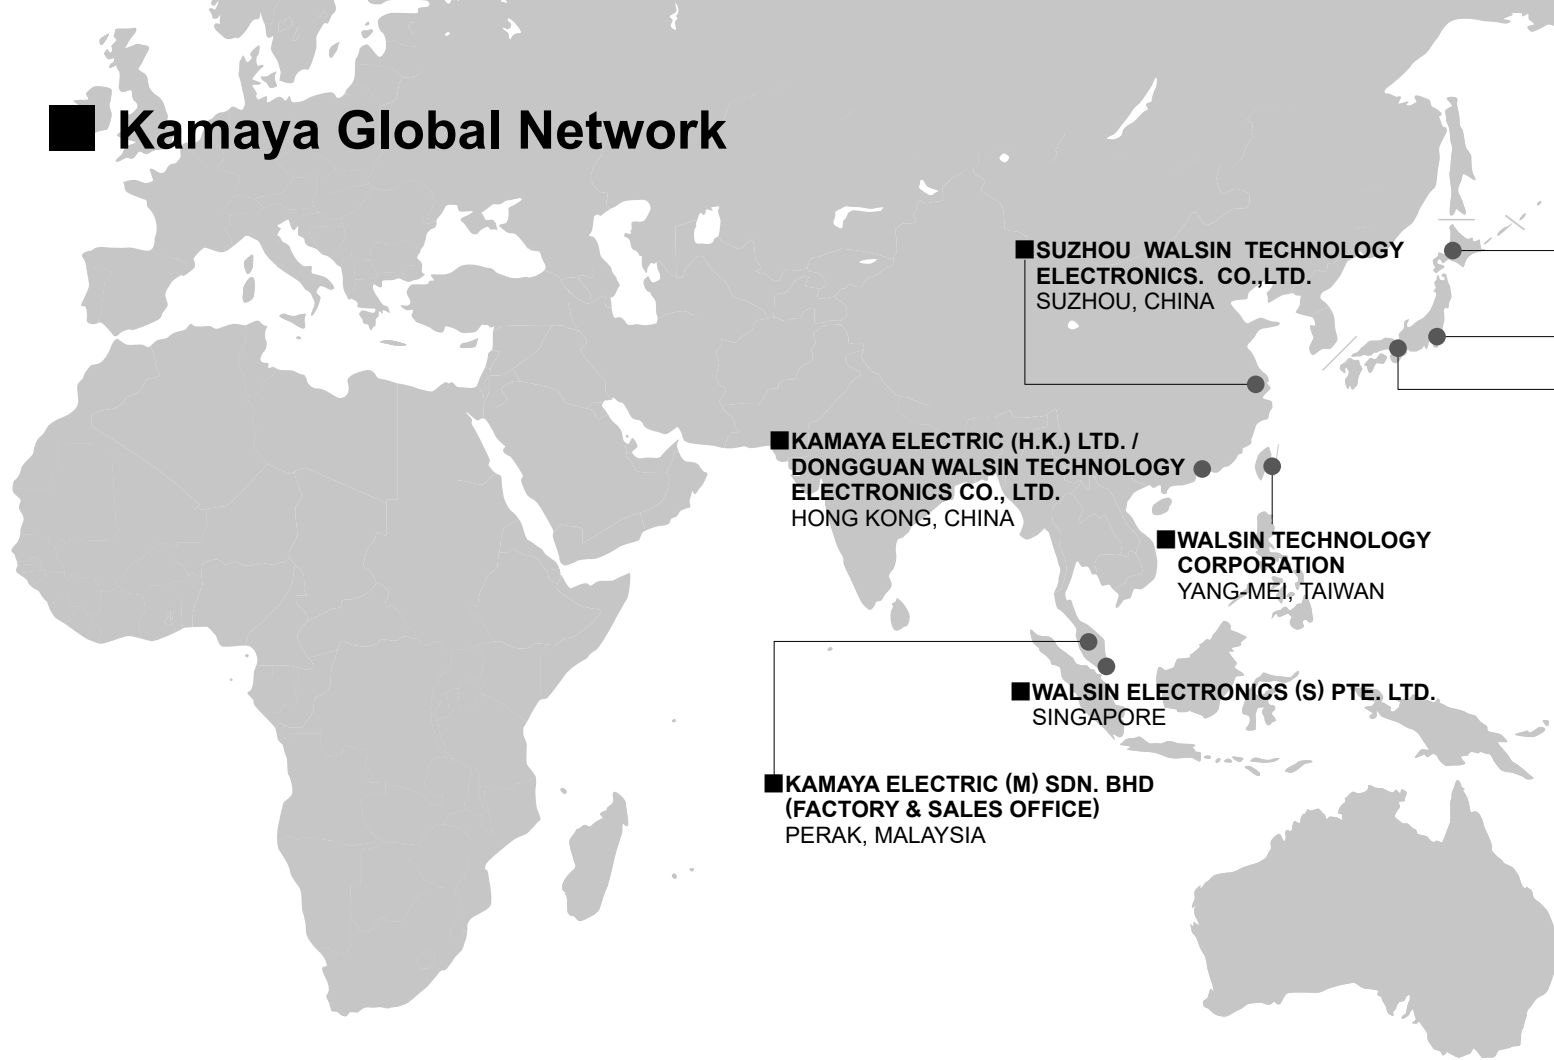 Kamaya Global Network
SUZHOU WALSIN TECHNOLOGY
ELECTRONICS. CO.,LTD.
SUZHOU, CHINA
KAMAYA ELECTRIC (H.K.) LTD. /
DONGGUAN WALSIN TECHNOLOGY
ELECTRONICS CO., LTD.
HONG KONG, CHINA
WALSIN TECHNOLOGY
CORPORATION
YANG-MEI, TAIWAN
WALSIN ELECTRONICS (S) PTE. LTD.
SINGAPORE
KAMAYA ELECTRIC (M) SDN. BHD
(FACTORY & SALES OFFICE)
PERAK, MALAYSIA